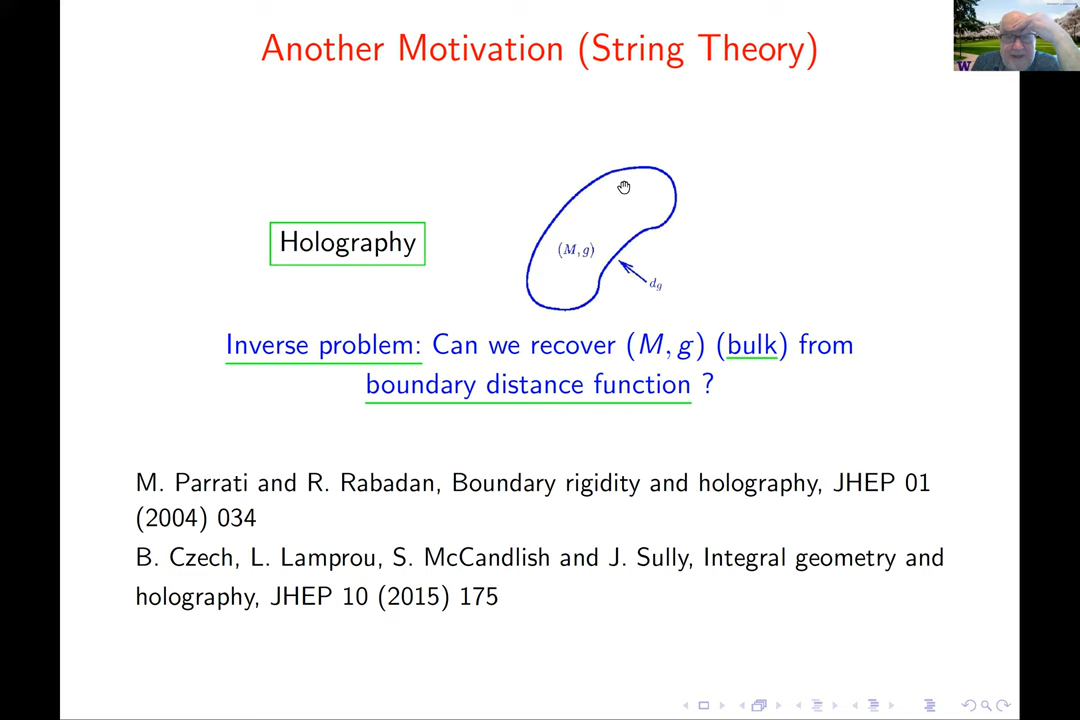 Another Motivation (String Theory)
Holography
(M, g)
d_g
Inverse problem: Can we recover (M, g) (bulk) from
boundary distance function ?
M. Parrati and R. Rabadan, Boundary rigidity and holography, JHEP 01
(2004) 034
B. Czech, L. Lamprou, S. McCandlish and J. Sully, Integral geometry and
holography, JHEP 10 (2015) 175
W